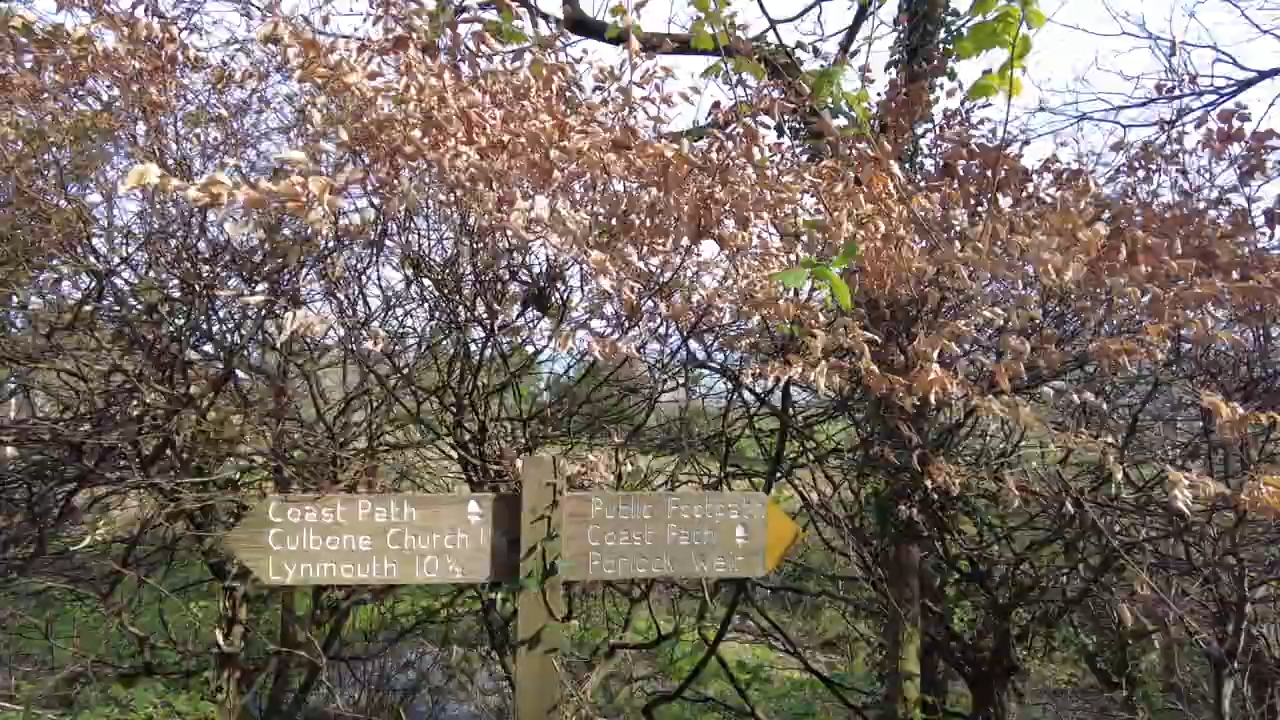 Coast Path
Culbone Church 1
Lynmouth 10½
Public Footpath
Coast Path
Porlock Weir